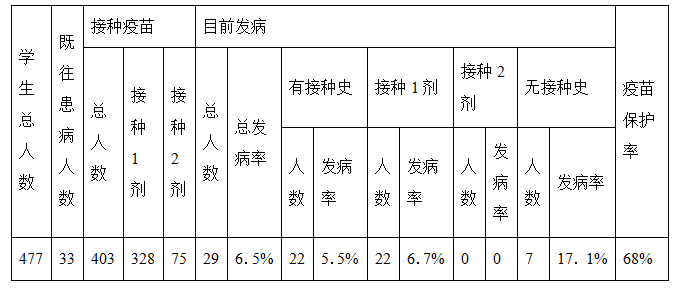 学生总人数
既往患病人数
接种疫苗
目前发病
疫苗保护率
总人数
接种1剂
接种2剂
总人数
总发病率
有接种史
接种1剂
接种2剂
无接种史
人数
发病率
人数
发病率
人数
发病率
人数
发病率
477 33 403 328 75 29 6.5% 22 5.5% 22 6.7% 0 0 7 17.1% 68%